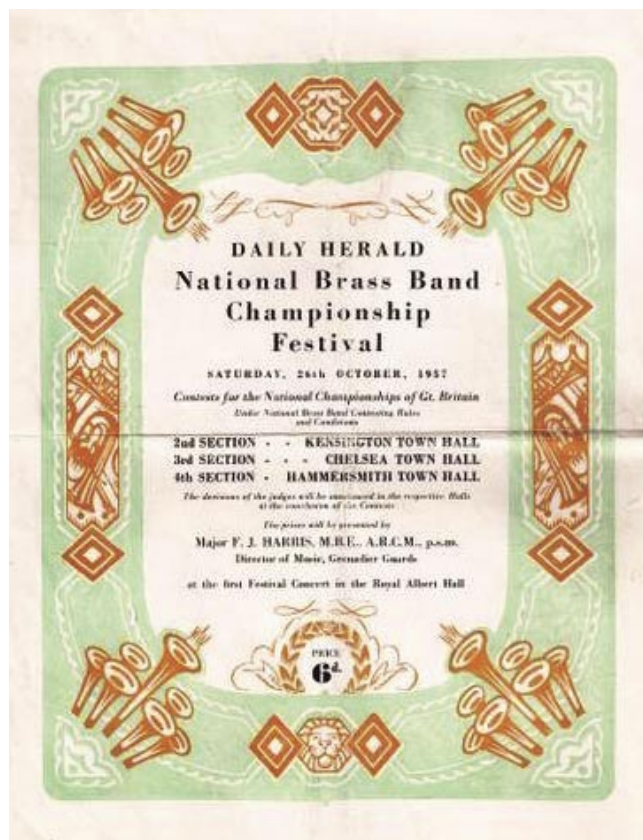 DAILY HERALD
National Brass Band
Championship
Festival
SATURDAY, 26th OCTOBER, 1957
Contests for the National Championships of Gt. Britain
Under National Brass Band Contesting Rules
and Conditions
2nd SECTION - - KENSINGTON TOWN HALL
3rd SECTION - - - CHELSEA TOWN HALL
4th SECTION - HAMMERSMITH TOWN HALL
The decisions of the judges will be announced in the respective Halls
at the conclusion of the Contests
The prizes will be presented by
Major F. J. HARRIS, M.B.E., A.R.C.M., p.s.m.
Director of Music, Grenadier Guards
at the first Festival Concert in the Royal Albert Hall
PRICE
6d.